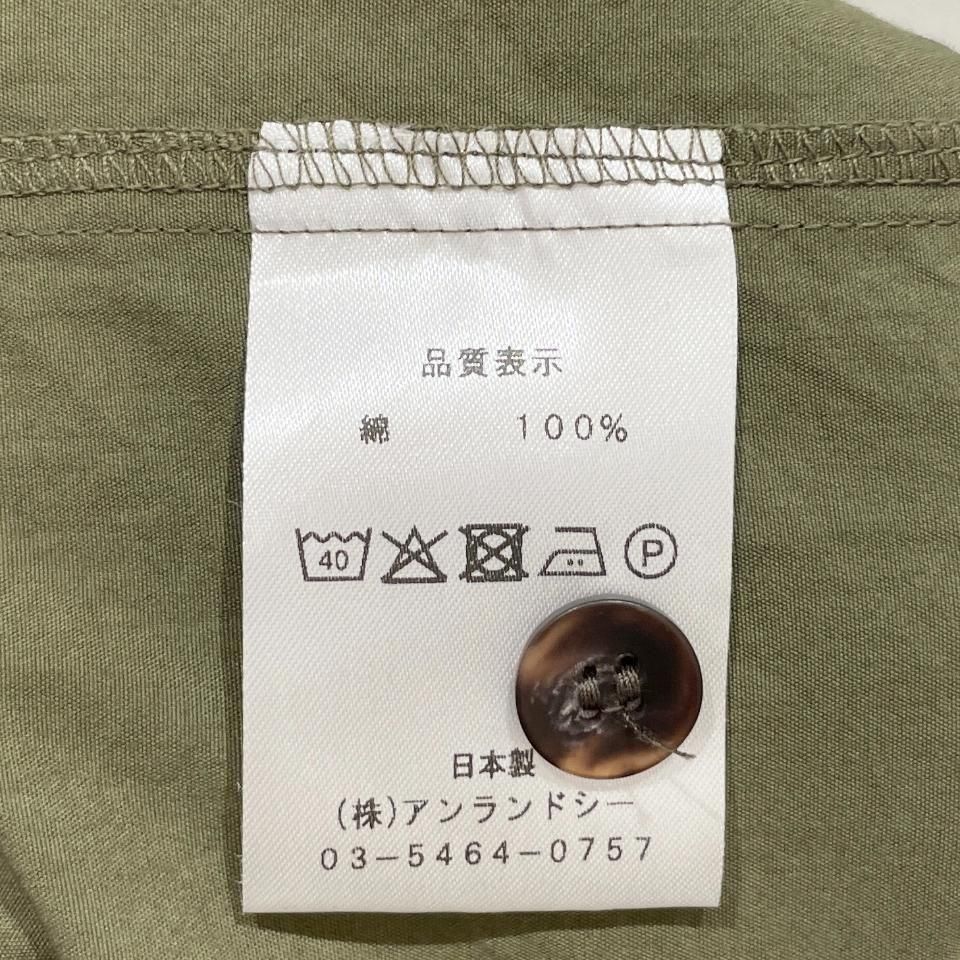 品質表示
綿 100%
40 P
日本製
(株)アンランドシー
03-5464-0757